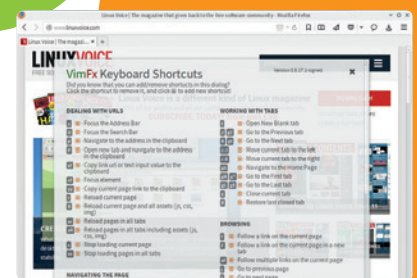 Linux Voice | The magazine that gives back to the free software community - Mozilla Firefox
Linux Voice | The magazi...
www.linuxvoice.com
LINUXVOICE
VimFx Keyboard Shortcuts
Did you know that you can add/remove shortcuts in this dialog?
Click the shortcut to remove it, and click to add new shortcut!
DEALING WITH URLS
Focus the Address Bar
Focus the Search Bar
Navigate to the address in the clipboard
Open new tab and navigate to the address
in the clipboard
Copy link url or text input value to the
clipboard
Focus element
Copy current page link to the clipboard
Reload current page
Reload current page and all assets (js,
css, img)
Reload pages in all tabs
Reload pages in all tabs including assets (js,
css, img)
Stop loading current page
Stop loading pages in all tabs
NAVIGATING THE PAGE
WORKING WITH TABS
Open New Blank tab
Go to the Previous tab
Go to the Next tab
Move current tab to the left
Move current tab to the right
Navigate to the Home Page
Go to the First tab
Go to the Last tab
Close current tab
Restore last closed tab
BROWSING
Follow a link on the current page
Follow a link on the current page in a new
tab
Follow multiple links on the current page
Go to previous page
Go to next page